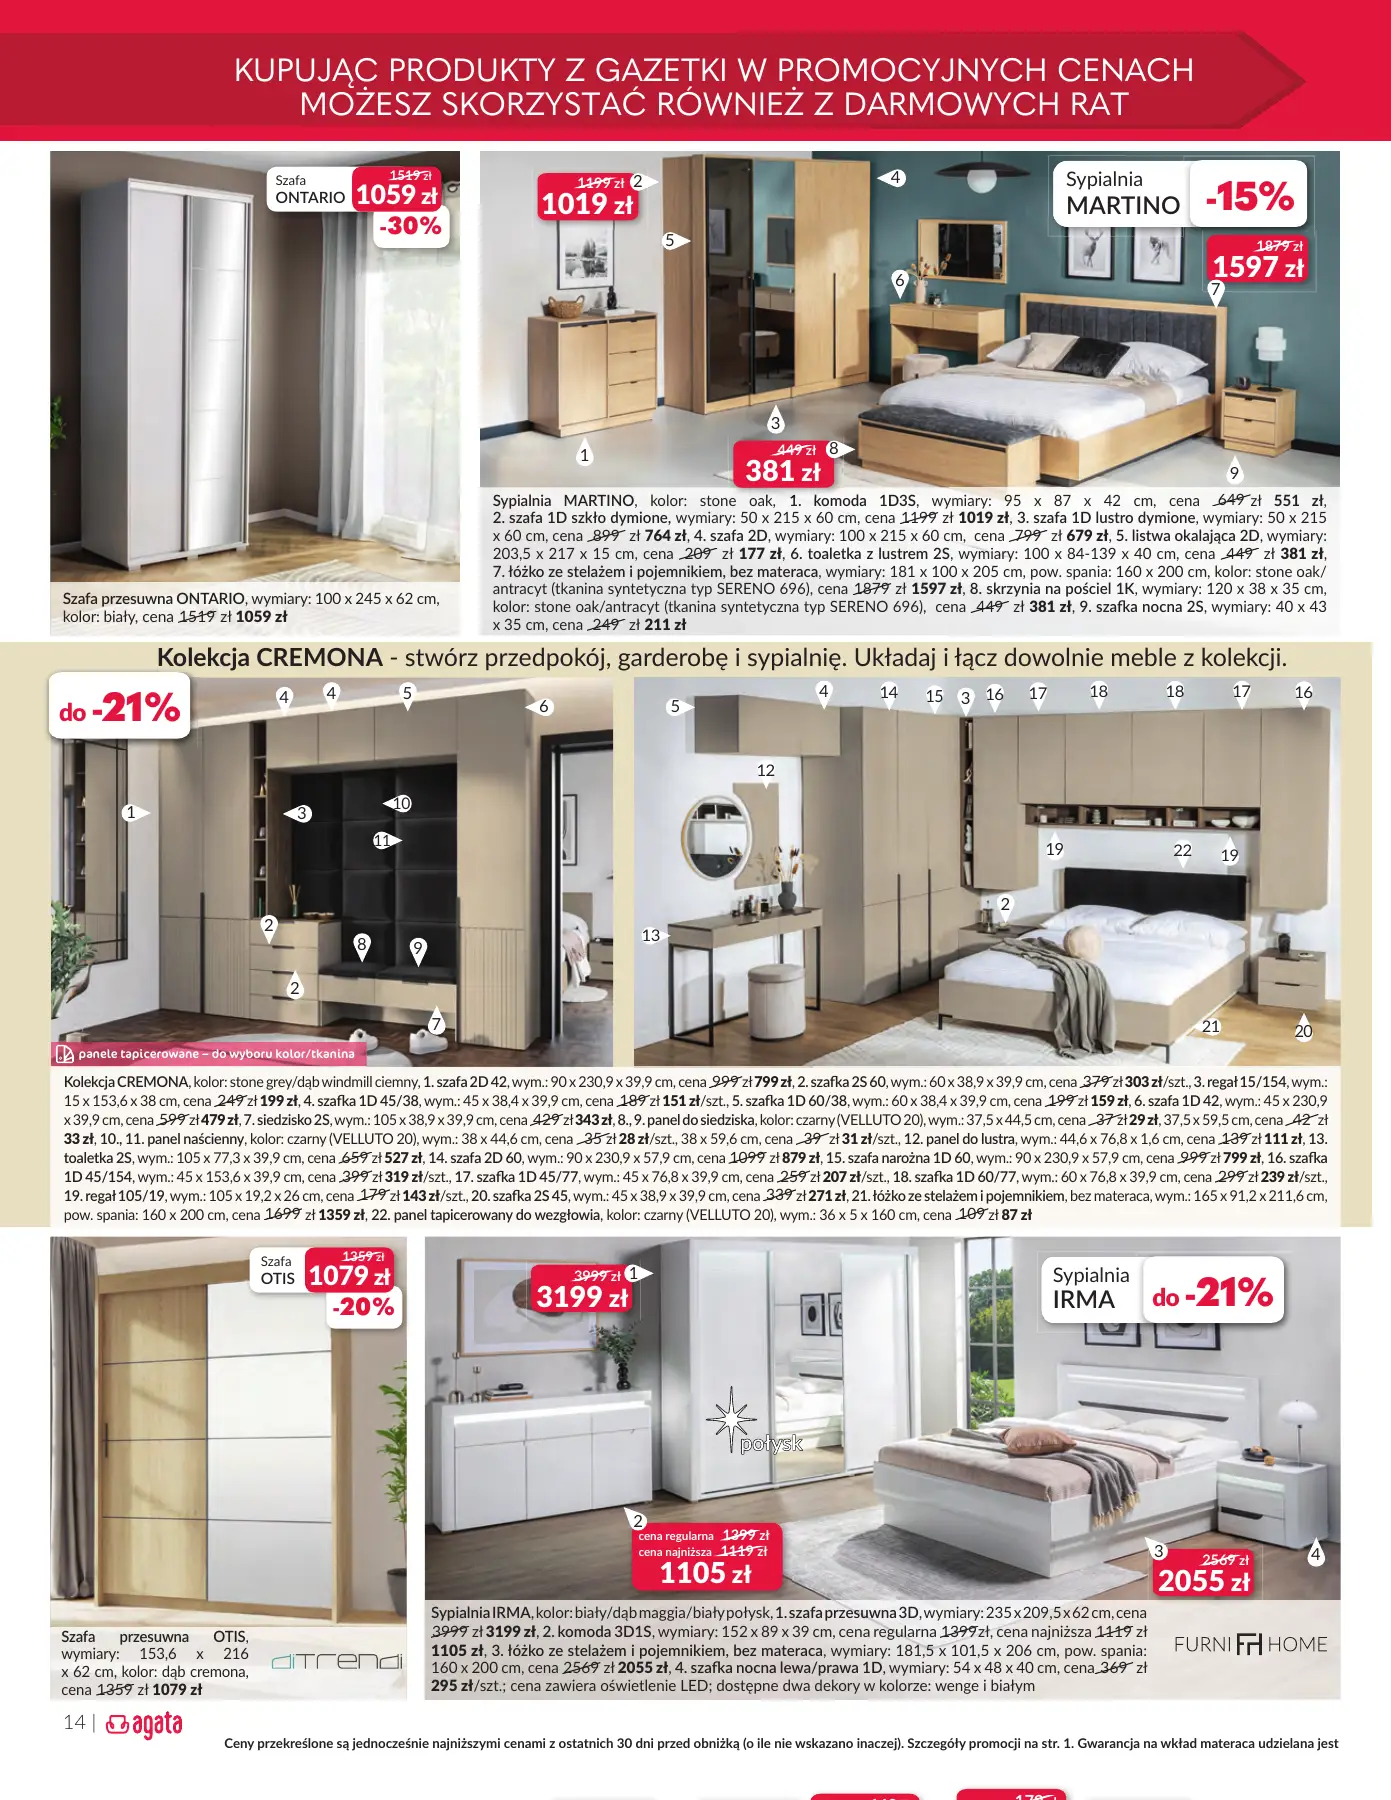 KUPUJĄC PRODUKTY Z GAZETKI W PROMOCYJNYCH CENACH
MOŻESZ SKORZYSTAĆ RÓWNIEŻ Z DARMOWYCH RAT
Szafa
ONTARIO
1519 zł
1059 zł
-30%
Szafa przesuwna ONTARIO, wymiary: 100 x 245 x 62 cm,
kolor: biały, cena 1519 zł 1059 zł
1199 zł
1019 zł
2
4
5
6
7
3
1
8
9
Sypialnia
MARTINO
-15%
1879 zł
1597 zł
449 zł
381 zł
Sypialnia MARTINO, kolor: stone oak, 1. komoda 1D3S, wymiary: 95 x 87 x 42 cm, cena 649 zł 551 zł,
2. szafa 1D szkło dymione, wymiary: 50 x 215 x 60 cm, cena 1199 zł 1019 zł, 3. szafa 1D lustro dymione, wymiary: 50 x 215
x 60 cm, cena 899 zł 764 zł, 4. szafa 2D, wymiary: 100 x 215 x 60 cm, cena 799 zł 679 zł, 5. listwa okalająca 2D, wymiary:
203,5 x 217 x 15 cm, cena 209 zł 177 zł, 6. toaletka z lustrem 2S, wymiary: 100 x 84-139 x 40 cm, cena 449 zł 381 zł,
7. łóżko ze stelażem i pojemnikiem, bez materaca, wymiary: 181 x 100 x 205 cm, pow. spania: 160 x 200 cm, kolor: stone oak/
antracyt (tkanina syntetyczna typ SERENO 696), cena 1879 zł 1597 zł, 8. skrzynia na pościel 1K, wymiary: 120 x 38 x 35 cm,
kolor: stone oak/antracyt (tkanina syntetyczna typ SERENO 696), cena 449 zł 381 zł, 9. szafka nocna 2S, wymiary: 40 x 43
x 35 cm, cena 249 zł 211 zł
Kolekcja CREMONA - stwórz przedpokój, garderobę i sypialnię. Układaj i łącz dowolnie meble z kolekcji.
do -21%
4
4
5
6
1
3
10
11
2
8
9
2
7
panele tapicerowane – do wyboru kolor/tkanina
5
4
14
15
3
16
17
18
18
17
16
12
19
22
19
2
13
21
20
Kolekcja CREMONA, kolor: stone grey/dąb windmill ciemny, 1. szafa 2D 42, wym.: 90 x 230,9 x 39,9 cm, cena 999 zł 799 zł, 2. szafka 2S 60, wym.: 60 x 38,9 x 39,9 cm, cena 379 zł 303 zł/szt., 3. regał 15/154, wym.:
15 x 153,6 x 38 cm, cena 249 zł 199 zł, 4. szafka 1D 45/38, wym.: 45 x 38,4 x 39,9 cm, cena 189 zł 151 zł/szt., 5. szafka 1D 60/38, wym.: 60 x 38,4 x 39,9 cm, cena 199 zł 159 zł, 6. szafa 1D 42, wym.: 45 x 230,9
x 39,9 cm, cena 599 zł 479 zł, 7. siedzisko 2S, wym.: 105 x 38,9 x 39,9 cm, cena 429 zł 343 zł, 8., 9. panel do siedziska, kolor: czarny (VELLUTO 20), wym.: 37,5 x 44,5 cm, cena 37 zł 29 zł, 37,5 x 59,5 cm, cena 42 zł
33 zł, 10., 11. panel naścienny, kolor: czarny (VELLUTO 20), wym.: 38 x 44,6 cm, cena 35 zł 28 zł/szt., 38 x 59,6 cm, cena 39 zł 31 zł/szt., 12. panel do lustra, wym.: 44,6 x 76,8 x 1,6 cm, cena 139 zł 111 zł, 13.
toaletka 2S, wym.: 105 x 77,3 x 39,9 cm, cena 659 zł 527 zł, 14. szafa 2D 60, wym.: 90 x 230,9 x 57,9 cm, cena 1099 zł 879 zł, 15. szafa narożna 1D 60, wym.: 90 x 230,9 x 57,9 cm, cena 999 zł 799 zł, 16. szafka
1D 45/154, wym.: 45 x 153,6 x 39,9 cm, cena 399 zł 319 zł/szt., 17. szafka 1D 45/77, wym.: 45 x 76,8 x 39,9 cm, cena 259 zł 207 zł/szt., 18. szafka 1D 60/77, wym.: 60 x 76,8 x 39,9 cm, cena 299 zł 239 zł/szt.,
19. regał 105/19, wym.: 105 x 19,2 x 26 cm, cena 179 zł 143 zł/szt., 20. szafka 2S 45, wym.: 45 x 38,9 x 39,9 cm, cena 339 zł 271 zł, 21. łóżko ze stelażem i pojemnikiem, bez materaca, wym.: 165 x 91,2 x 211,6 cm,
pow. spania: 160 x 200 cm, cena 1699 zł 1359 zł, 22. panel tapicerowany do wezgłowia, kolor: czarny (VELLUTO 20), wym.: 36 x 5 x 160 cm, cena 109 zł 87 zł
Szafa
OTIS
1359 zł
1079 zł
-20%
Szafa przesuwna OTIS,
wymiary: 153,6 x 216
x 62 cm, kolor: dąb cremona,
cena 1359 zł 1079 zł
diTrendi
3999 zł
3199 zł
1
Sypialnia
IRMA
do -21%
połysk
2
cena regularna 1399 zł
cena najniższa 1119 zł
1105 zł
3
2569 zł
2055 zł
4
Sypialnia IRMA, kolor: biały/dąb maggia/biały połysk, 1. szafa przesuwna 3D, wymiary: 235 x 209,5 x 62 cm, cena
3999 zł 3199 zł, 2. komoda 3D1S, wymiary: 152 x 89 x 39 cm, cena regularna 1399 zł, cena najniższa 1119 zł
1105 zł, 3. łóżko ze stelażem i pojemnikiem, bez materaca, wymiary: 181,5 x 101,5 x 206 cm, pow. spania:
160 x 200 cm, cena 2569 zł 2055 zł, 4. szafka nocna lewa/prawa 1D, wymiary: 54 x 48 x 40 cm, cena 369 zł
295 zł/szt.; cena zawiera oświetlenie LED; dostępne dwa dekory w kolorze: wenge i białym
FURNI HOME
14 | agata
Ceny przekreślone są jednocześnie najniższymi cenami z ostatnich 30 dni przed obniżką (o ile nie wskazano inaczej). Szczegóły promocji na str. 1. Gwarancja na wkład materaca udzielana jest